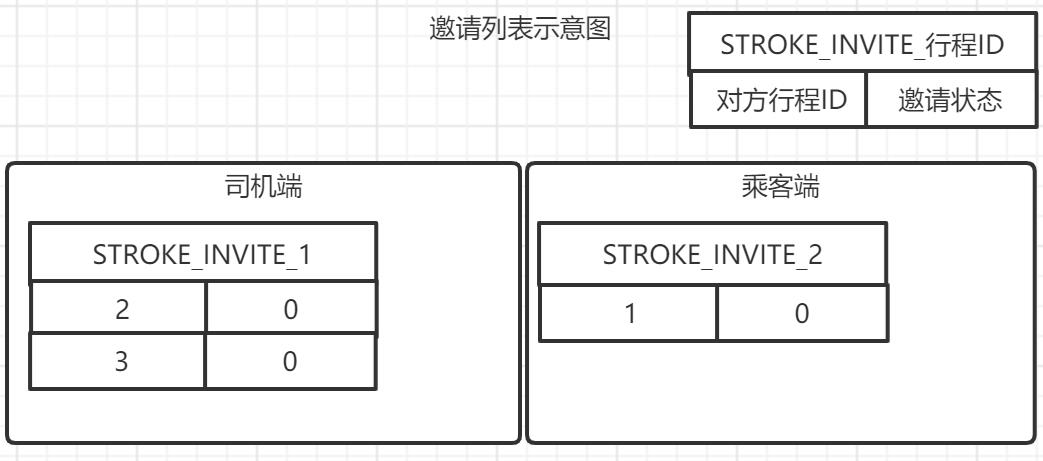 邀请列表示意图
STROKE_INVITE_行程ID
对方行程ID 邀请状态
司机端
STROKE_INVITE_1
2 0
3 0
乘客端
STROKE_INVITE_2
1 0